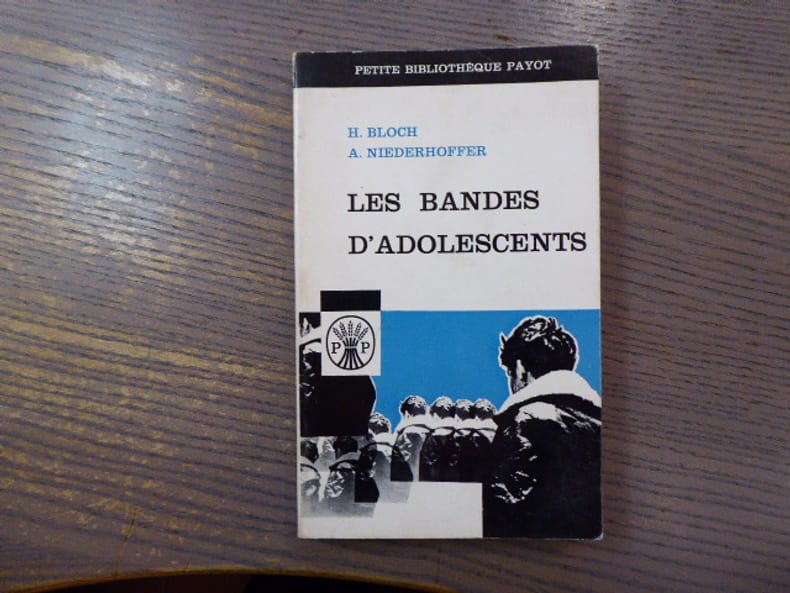 PETITE BIBLIOTHÈQUE PAYOT
H. BLOCH
A. NIEDERHOFFER
LES BANDES
D'ADOLESCENTS
P P